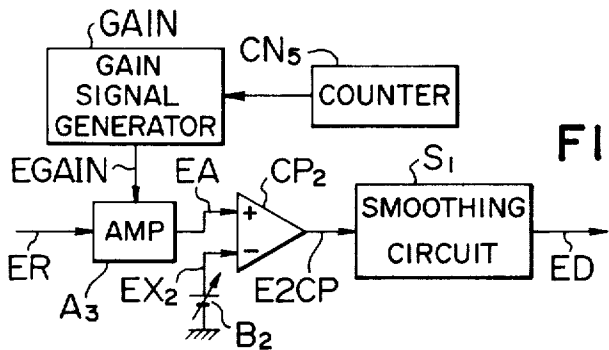 GAIN
GAIN
SIGNAL
GENERATOR
CN5
COUNTER
FI
EGAIN
EA
CP2
S1
AMP
+
−
SMOOTHING
CIRCUIT
ER
A3
EX2
B2
E2CP
ED